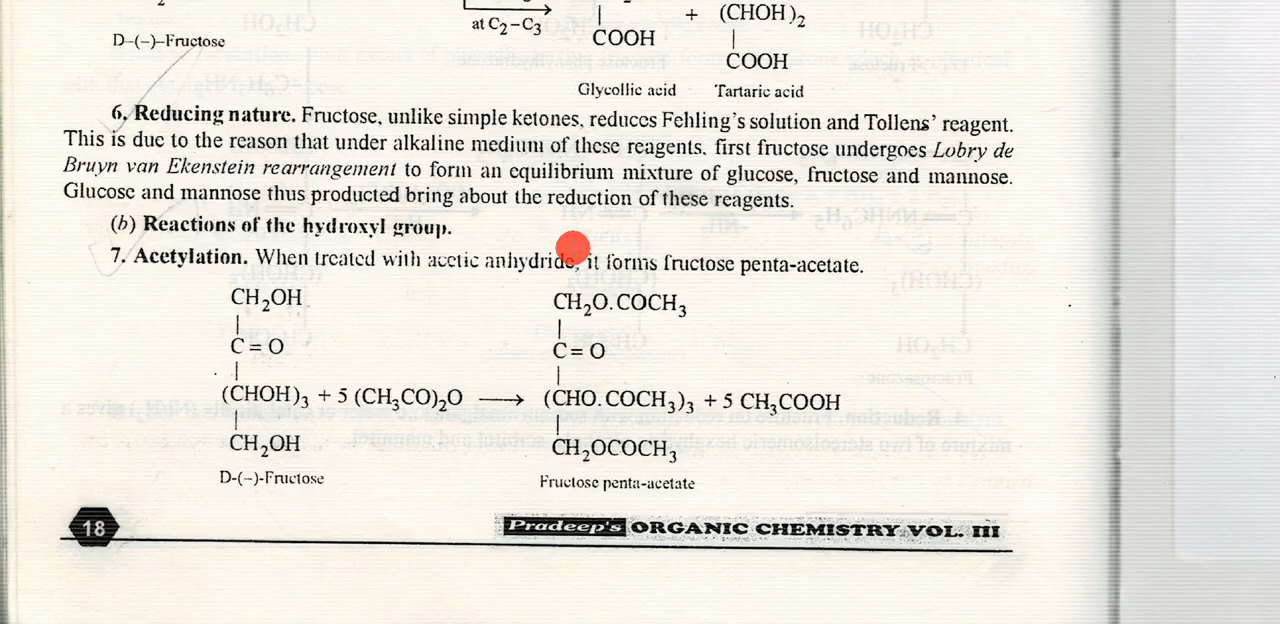 at C2–C3
+ (CHOH)2
COOH
COOH
D–(–)–Fructose
Glycollic acid Tartaric acid
6. Reducing nature. Fructose, unlike simple ketones, reduces Fehling's solution and Tollens' reagent.
This is due to the reason that under alkaline medium of these reagents, first fructose undergoes Lobry de
Bruyn van Ekenstein rearrangement to form an equilibrium mixture of glucose, fructose and mannose.
Glucose and mannose thus producted bring about the reduction of these reagents.
(b) Reactions of the hydroxyl group.
7. Acetylation. When treated with acetic anhydride, it forms fructose penta-acetate.
CH2OH CH2O.COCH3
| |
C = O C = O
| |
(CHOH)3 + 5 (CH3CO)2O ⟶ (CHO.COCH3)3 + 5 CH3COOH
| |
CH2OH CH2OCOCH3
D-(–)-Fructose Fructose penta-acetate
18 Pradeep's ORGANIC CHEMISTRY VOL. III